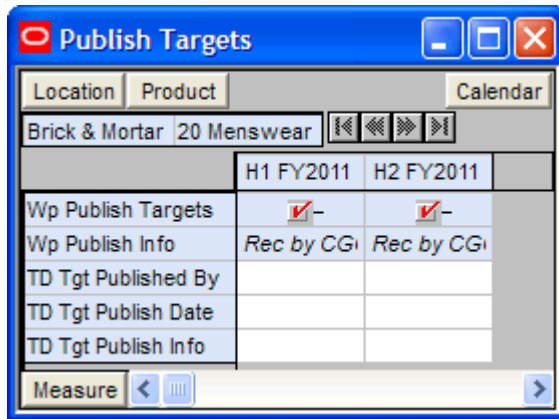 Publish Targets
Location Product Calendar
Brick & Mortar 20 Menswear
H1 FY2011 H2 FY2011
Wp Publish Targets – –
Wp Publish Info Rec by CG Rec by CG
TD Tgt Published By
TD Tgt Publish Date
TD Tgt Publish Info
Measure